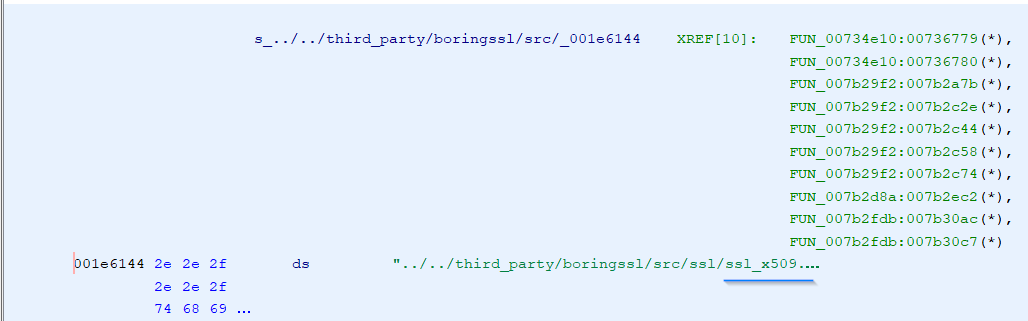 s_../../third_party/boringssl/src/_001e6144 XREF[10]: FUN_00734e10:00736779(*),
FUN_00734e10:00736780(*),
FUN_007b29f2:007b2a7b(*),
FUN_007b29f2:007b2c2e(*),
FUN_007b29f2:007b2c44(*),
FUN_007b29f2:007b2c58(*),
FUN_007b29f2:007b2c74(*),
FUN_007b2d8a:007b2ec2(*),
FUN_007b2fdb:007b30ac(*),
FUN_007b2fdb:007b30c7(*)
001e6144 2e 2e 2f ds "../../third_party/boringssl/src/ssl/ssl_x509....
2e 2e 2f
74 68 69 ...